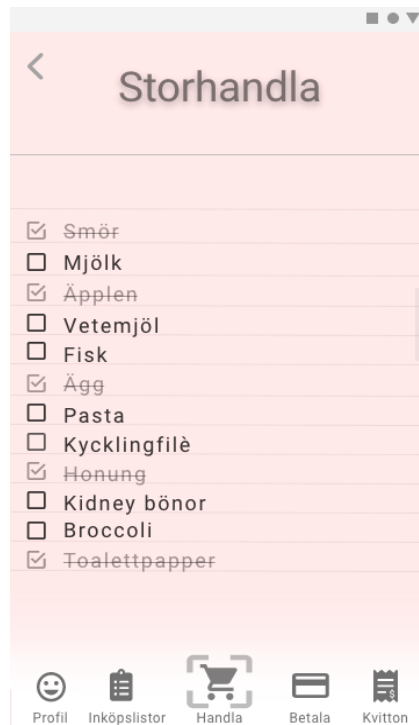 Storhandla
Smör
Mjölk
Äpplen
Vetemjöl
Fisk
Ägg
Pasta
Kycklingfilè
Honung
Kidney bönor
Broccoli
Toalettpapper
Profil Inköpslistor Handla Betala Kvitton